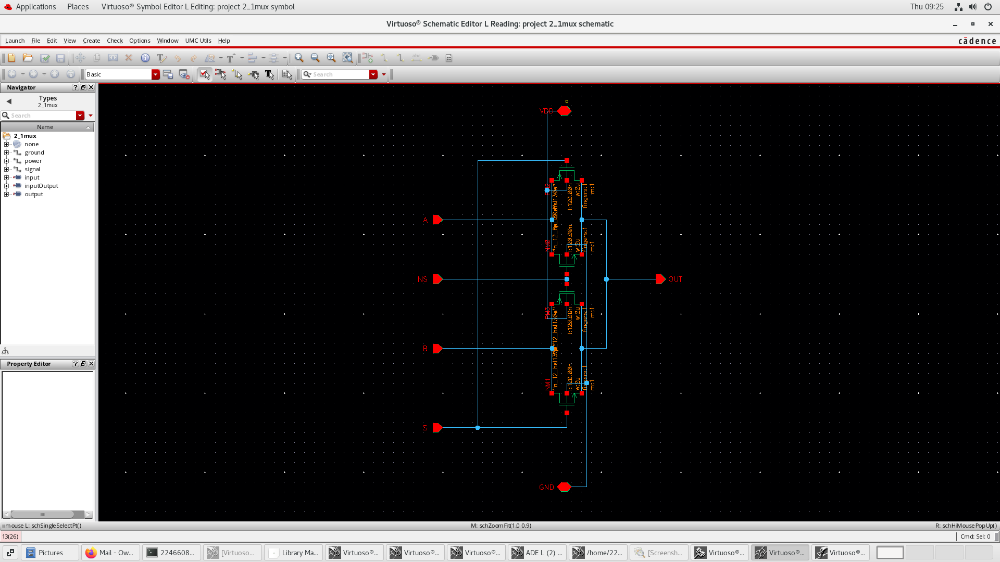 Applications Places Virtuoso® Symbol Editor L Editing: project 2_1mux symbol Thu 09:25
Virtuoso® Schematic Editor L Reading: project 2_1mux schematic
Launch File Edit View Create Check Options Window UMC Utils Help cādence
Basic Search
Navigator
Types
2_1mux
Search
Name
2_1mux
none
ground
power
signal
input
inputOutput
output
Property Editor
VDD
l:120.00n
w:2u
fingers:1
m:1
A
NM0
l:120.00n
w:2u
fingers:1
m:1
NS
OUT
l:120.00n
w:2u
fingers:1
m:1
B
NM1
l:120.00n
w:2u
fingers:1
m:1
S
GND
mouse L: schSingleSelectPt() M: schZoomFit(1.0 0.9) R: schHiMousePopUp()
13(26) Cmd: Sel: 0
Pictures Mail - Ow... 2246608... [Virtuoso... Library Ma... Virtuoso®... Virtuoso®... Virtuoso®... ADE L (2) ... /home/22... [Screensh... Virtuoso®... Virtuoso®... Virtuoso®...